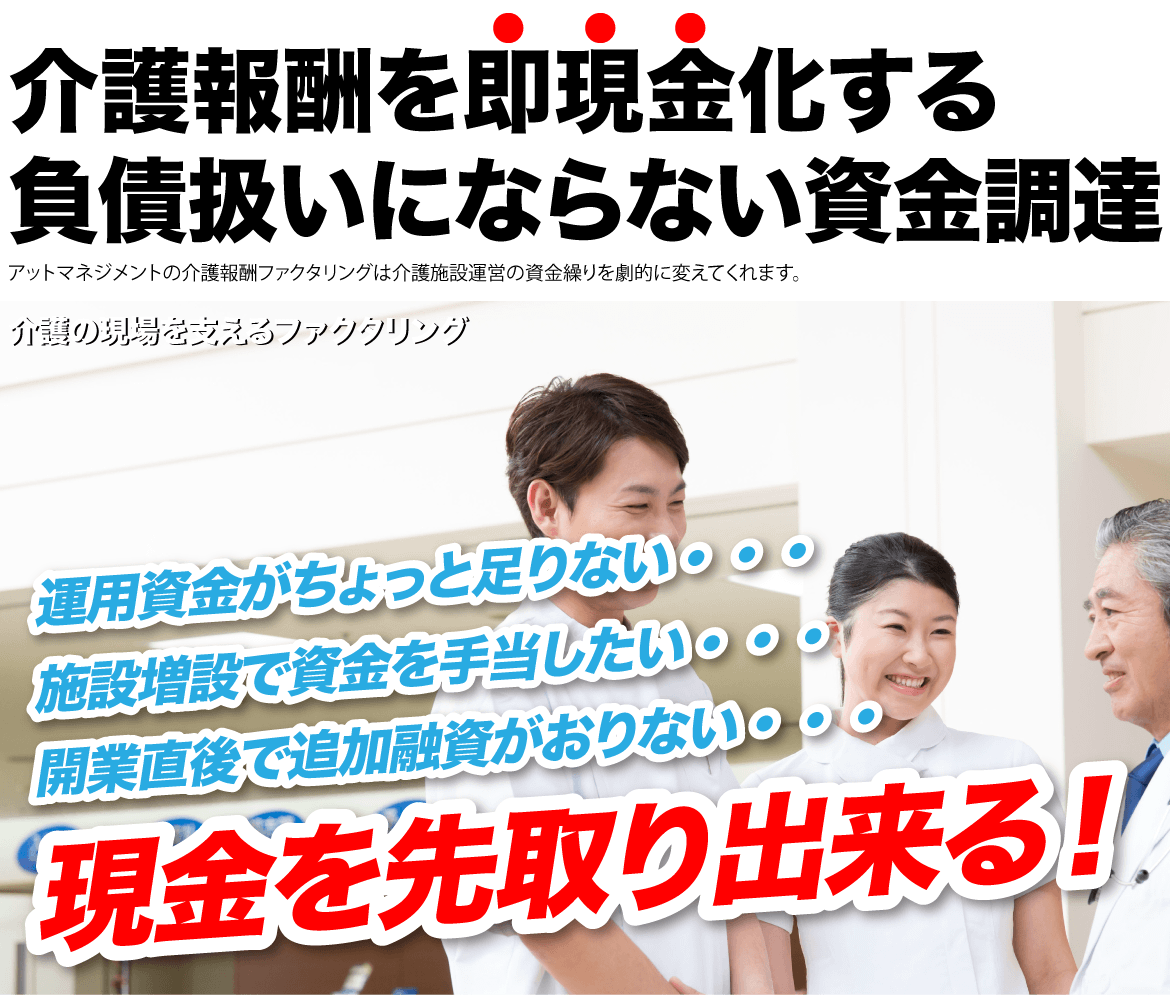 介護報酬を即現金化する
負債扱いにならない資金調達
アットマネジメントの介護報酬ファクタリングは介護施設運営の資金繰りを劇的に変えてくれます。
介護の現場を支えるファクタリング
運用資金がちょっと足りない・・・
施設増設で資金を手当したい・・・
開業直後で追加融資がおりない・・・
現金を先取り出来る！